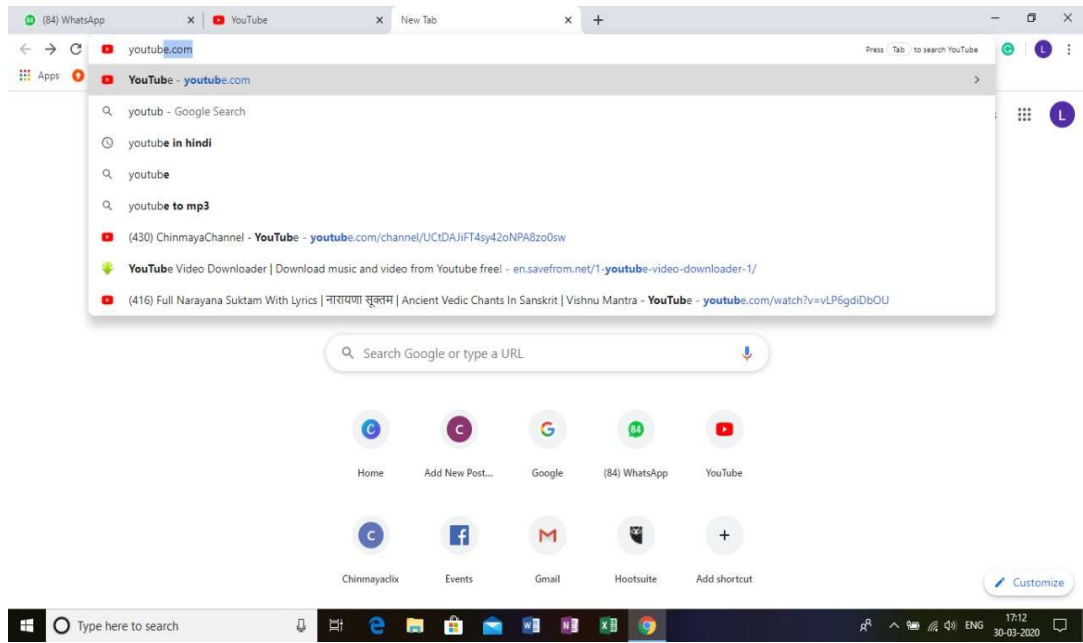 (84) WhatsApp
YouTube
New Tab
youtube.com
Press Tab to search YouTube
L
Apps
YouTube - youtube.com
youtub - Google Search
youtube in hindi
youtube
youtube to mp3
(430) ChinmayaChannel - YouTube - youtube.com/channel/UCtDAJiFT4sy42oNPA8zo0sw
YouTube Video Downloader | Download music and video from Youtube free! - en.savefrom.net/1-youtube-video-downloader-1/
(416) Full Narayana Suktam With Lyrics | नारायणा सूक्तम | Ancient Vedic Chants In Sanskrit | Vishnu Mantra - YouTube - youtube.com/watch?v=vLP6gdiDbOU
L
Search Google or type a URL
C
G
84
Home
Add New Post...
Google
(84) WhatsApp
YouTube
C
f
M
Chinmayaclix
Events
Gmail
Hootsuite
Add shortcut
Customize
Type here to search
ENG
17:12
30-03-2020